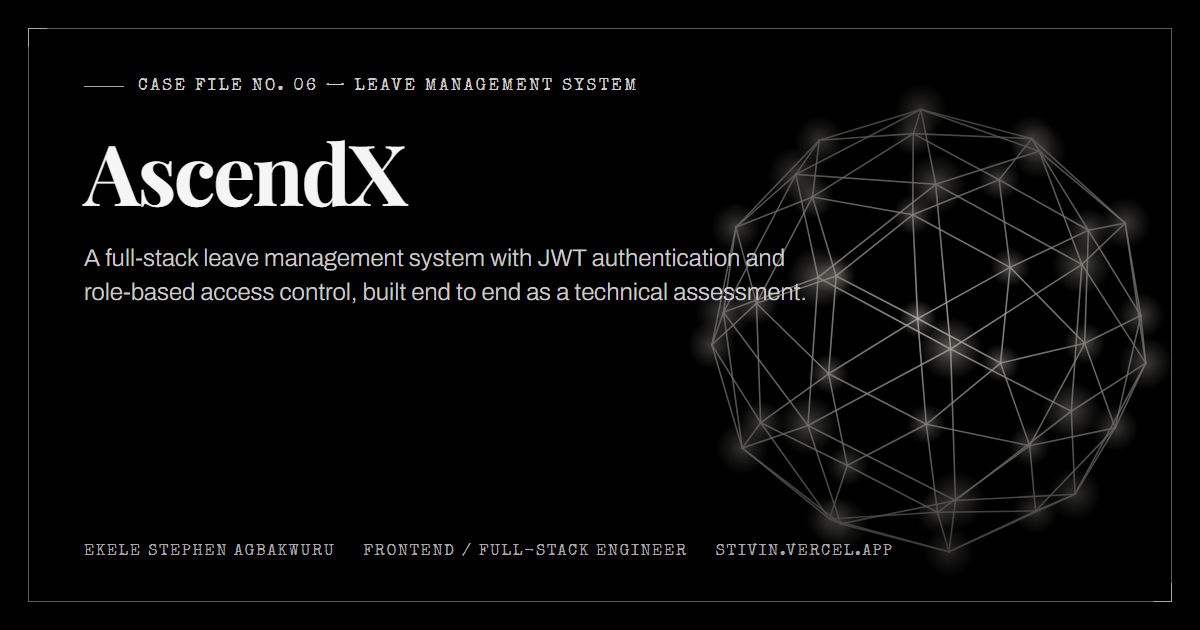 CASE FILE NO. 06 — LEAVE MANAGEMENT SYSTEM
AscendX
A full-stack leave management system with JWT authentication and
role-based access control, built end to end as a technical assessment.
EKELE STEPHEN AGBAKWURU FRONTEND / FULL-STACK ENGINEER STIVIN.VERCEL.APP